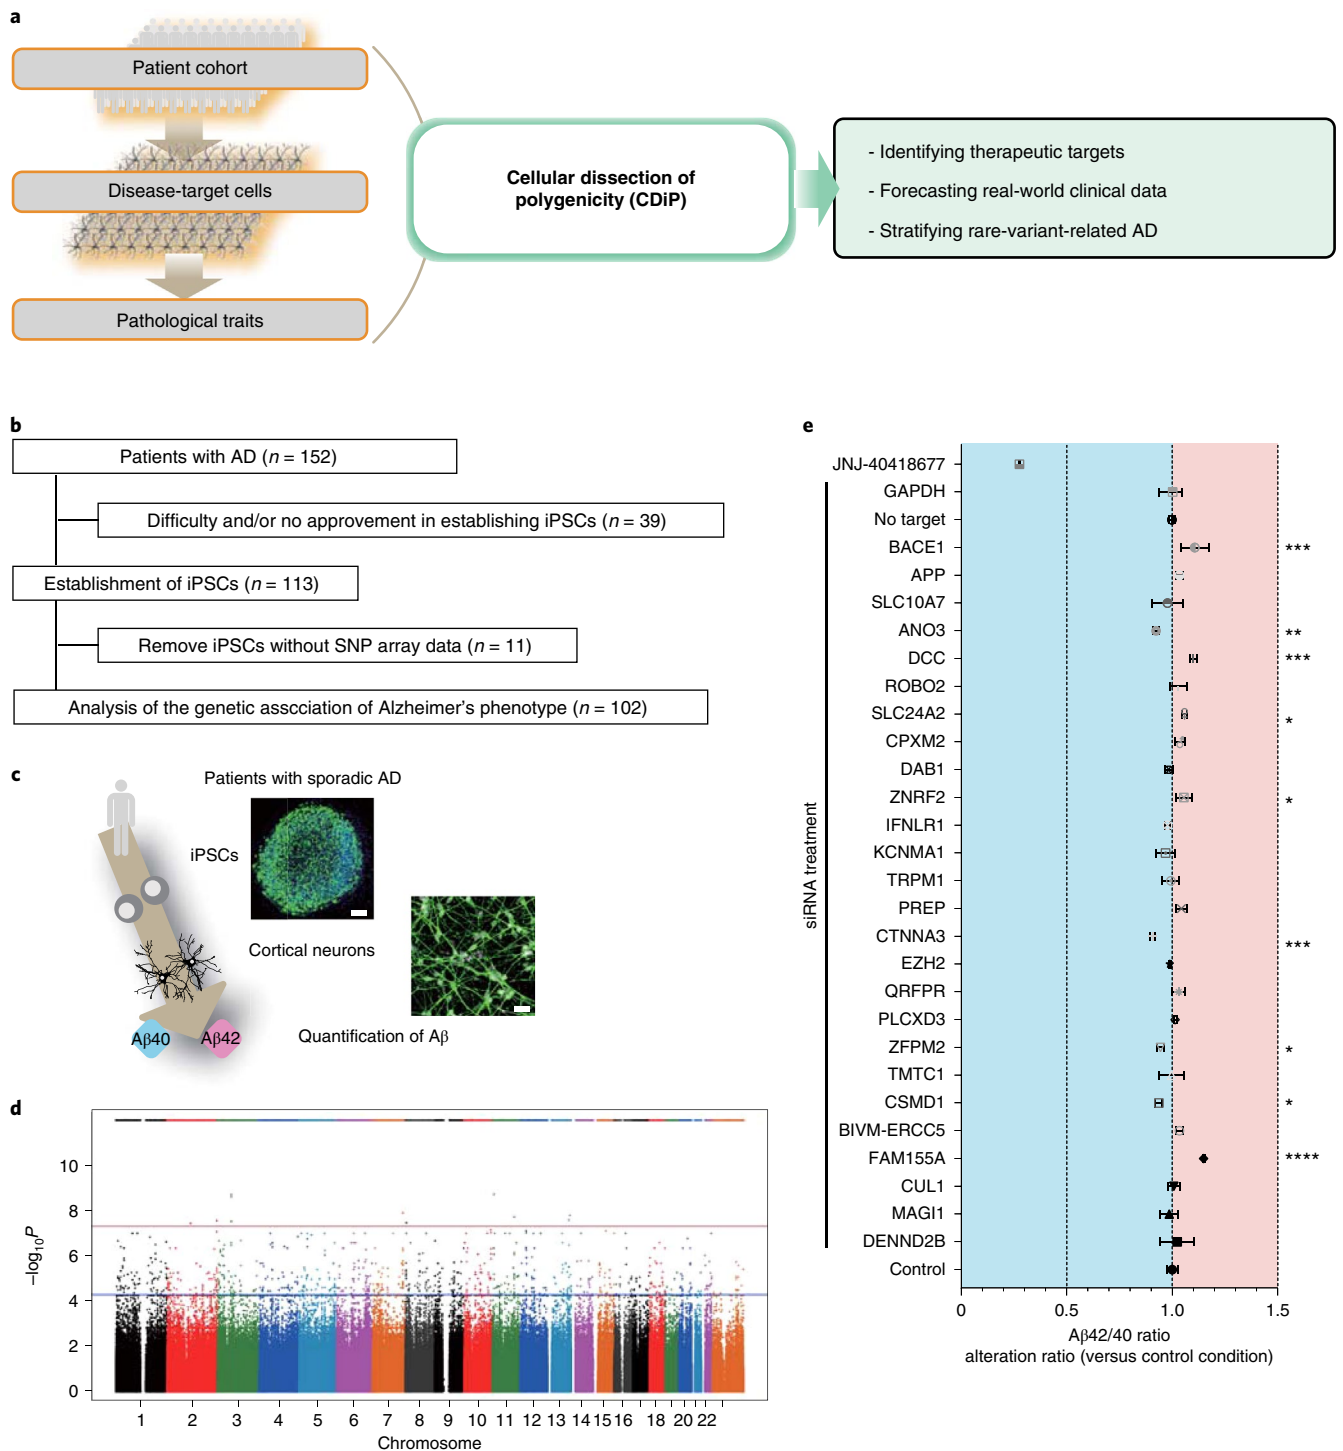 a
Patient cohort
Disease-target cells
Pathological traits
Cellular dissection of
polygenicity (CDiP)
- Identifying therapeutic targets
- Forecasting real-world clinical data
- Stratifying rare-variant-related AD
b
Patients with AD (n = 152)
Difficulty and/or no approvement in establishing iPSCs (n = 39)
Establishment of iPSCs (n = 113)
Remove iPSCs without SNP array data (n = 11)
Analysis of the genetic asscciation of Alzheimer's phenotype (n = 102)
c
Patients with sporadic AD
iPSCs
Cortical neurons
Quantification of Aβ
Aβ40
Aβ42
d
–log10P
10
8
6
4
2
0
1 2 3 4 5 6 7 8 9 10 11 12 13 14 15 16 18 20 22
Chromosome
e
siRNA treatment
JNJ-40418677
GAPDH
No target
BACE1 ***
APP
SLC10A7
ANO3 **
DCC ***
ROBO2
SLC24A2 *
CPXM2
DAB1
ZNRF2 *
IFNLR1
KCNMA1
TRPM1
PREP
CTNNA3 ***
EZH2
QRFPR
PLCXD3
ZFPM2 *
TMTC1
CSMD1 *
BIVM-ERCC5
FAM155A ****
CUL1
MAGI1
DENND2B
Control
0 0.5 1.0 1.5
Aβ42/40 ratio
alteration ratio (versus control condition)